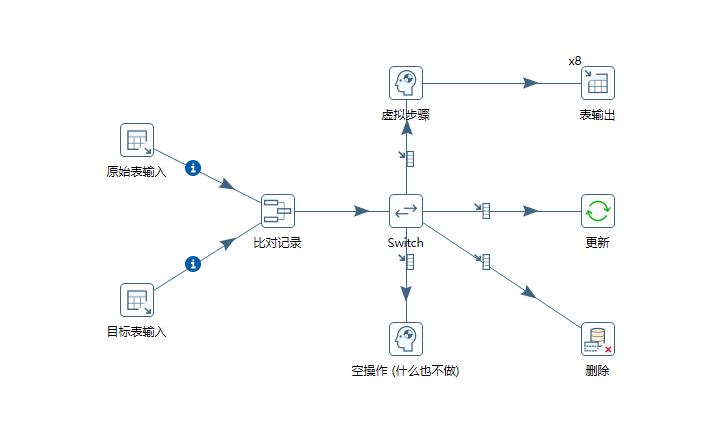 x8
虚拟步骤
表输出
原始表输入
比对记录
Switch
更新
目标表输入
空操作 (什么也不做)
删除